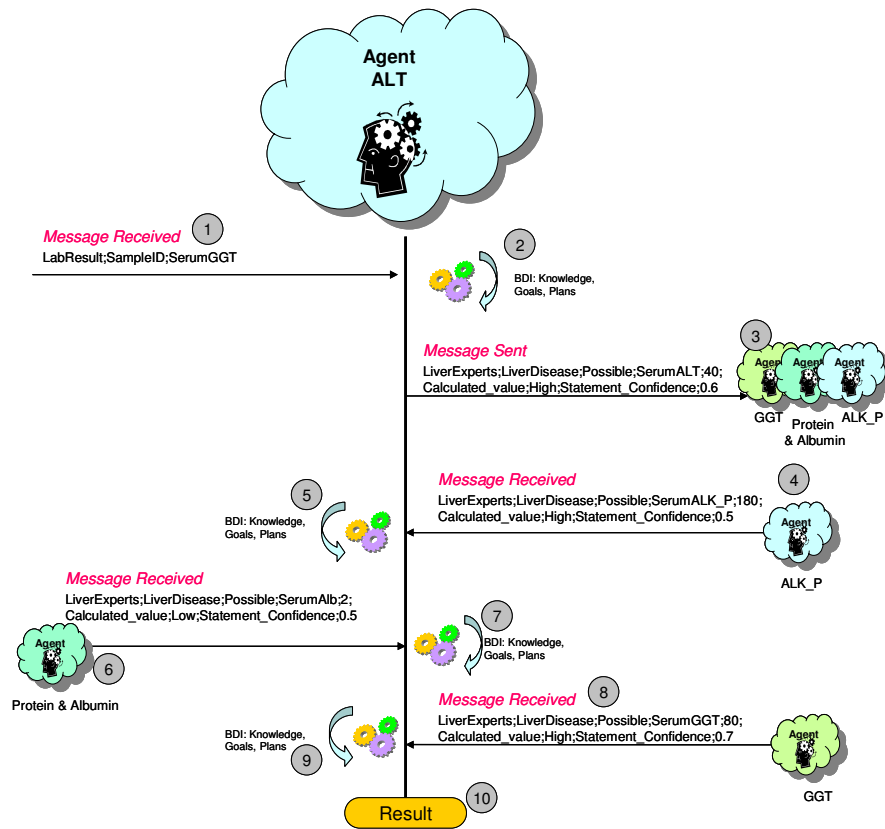 Agent
ALT
Message Received
1
LabResult;SampleID;SerumGGT
2
BDI: Knowledge,
Goals, Plans
Message Sent
LiverExperts;LiverDisease;Possible;SerumALT;40;
Calculated_value;High;Statement_Confidence;0.6
3
Agent
Agent
Agent
GGT
Protein
& Albumin
ALK_P
Message Received
LiverExperts;LiverDisease;Possible;SerumALK_P;180;
Calculated_value;High;Statement_Confidence;0.5
4
Agent
ALK_P
5
BDI: Knowledge,
Goals, Plans
Message Received
LiverExperts;LiverDisease;Possible;SerumAlb;2;
Calculated_value;Low;Statement_Confidence;0.5
Agent
6
Protein & Albumin
7
BDI: Knowledge,
Goals, Plans
Message Received
8
LiverExperts;LiverDisease;Possible;SerumGGT;80;
Calculated_value;High;Statement_Confidence;0.7
Agent
GGT
BDI: Knowledge,
Goals, Plans
9
Result
10